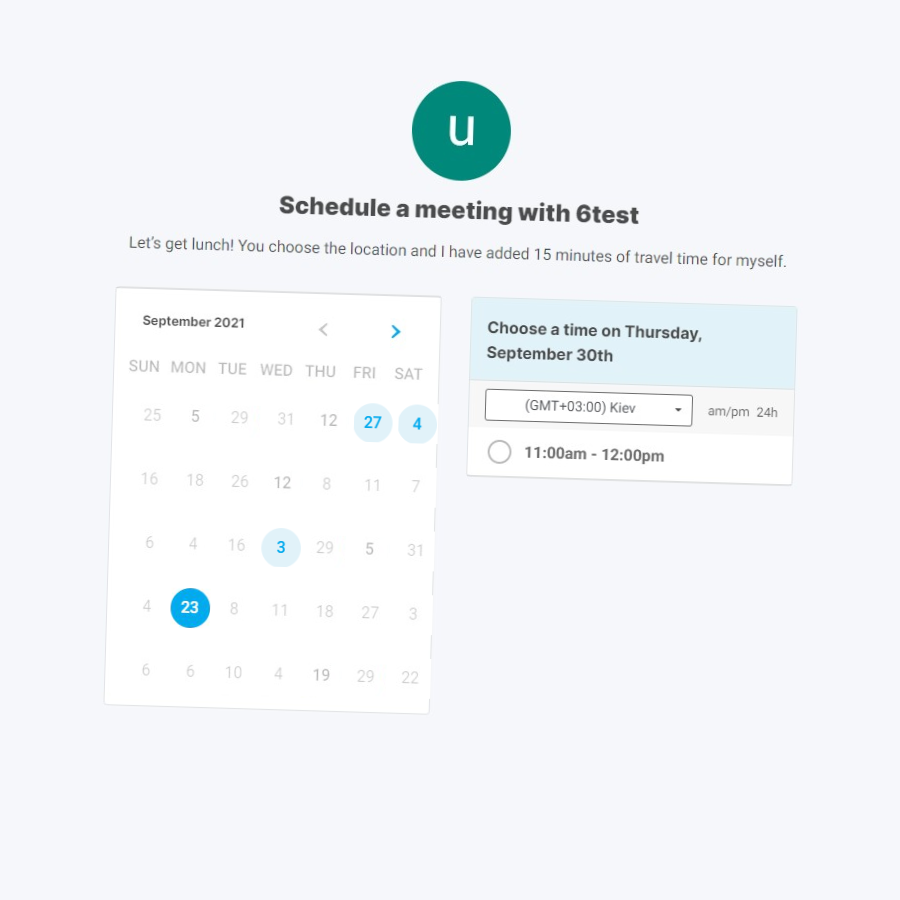 u
Schedule a meeting with 6test
Let's get lunch! You choose the location and I have added 15 minutes of travel time for myself.
September 2021
SUN MON TUE WED THU FRI SAT
25 5 29 31 12 27 4
16 18 26 12 8 11 7
6 4 16 3 29 5 31
4 23 8 11 18 27 3
6 6 10 4 19 29 22
Choose a time on Thursday,
September 30th
(GMT+03:00) Kiev am/pm 24h
11:00am - 12:00pm